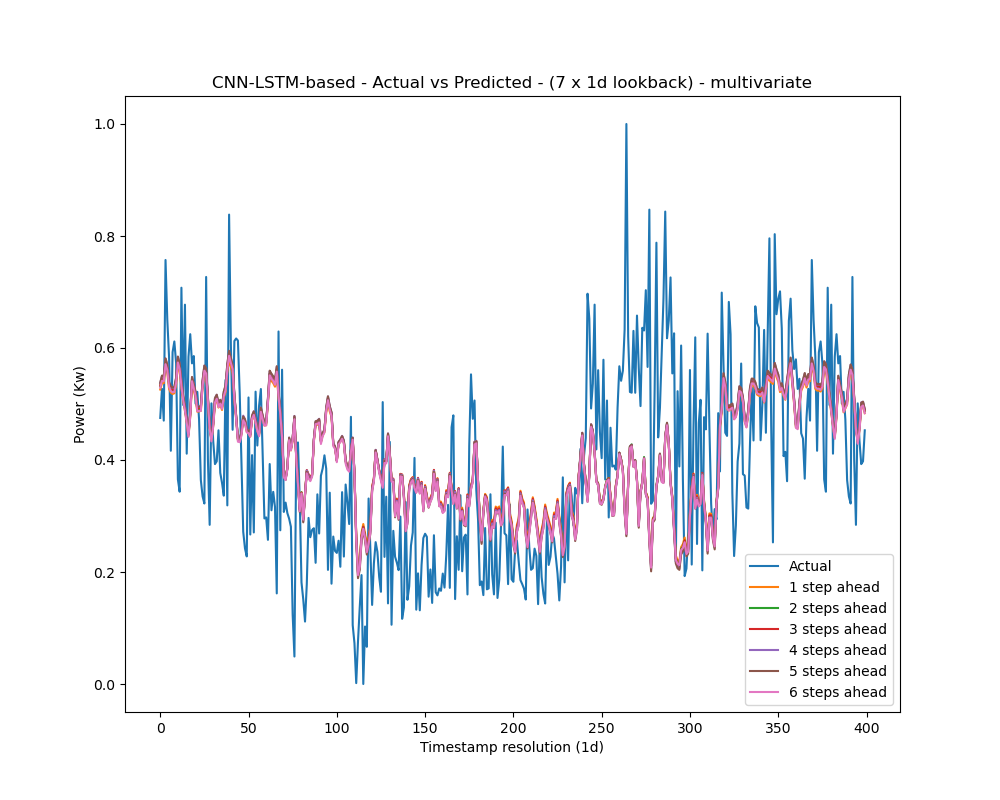 CNN-LSTM-based - Actual vs Predicted - (7 x 1d lookback) - multivariate
1.0
0.8
0.6
0.4
0.2
0.0
Power (Kw)
0 50 100 150 200 250 300 350 400
Timestamp resolution (1d)
Actual
1 step ahead
2 steps ahead
3 steps ahead
4 steps ahead
5 steps ahead
6 steps ahead